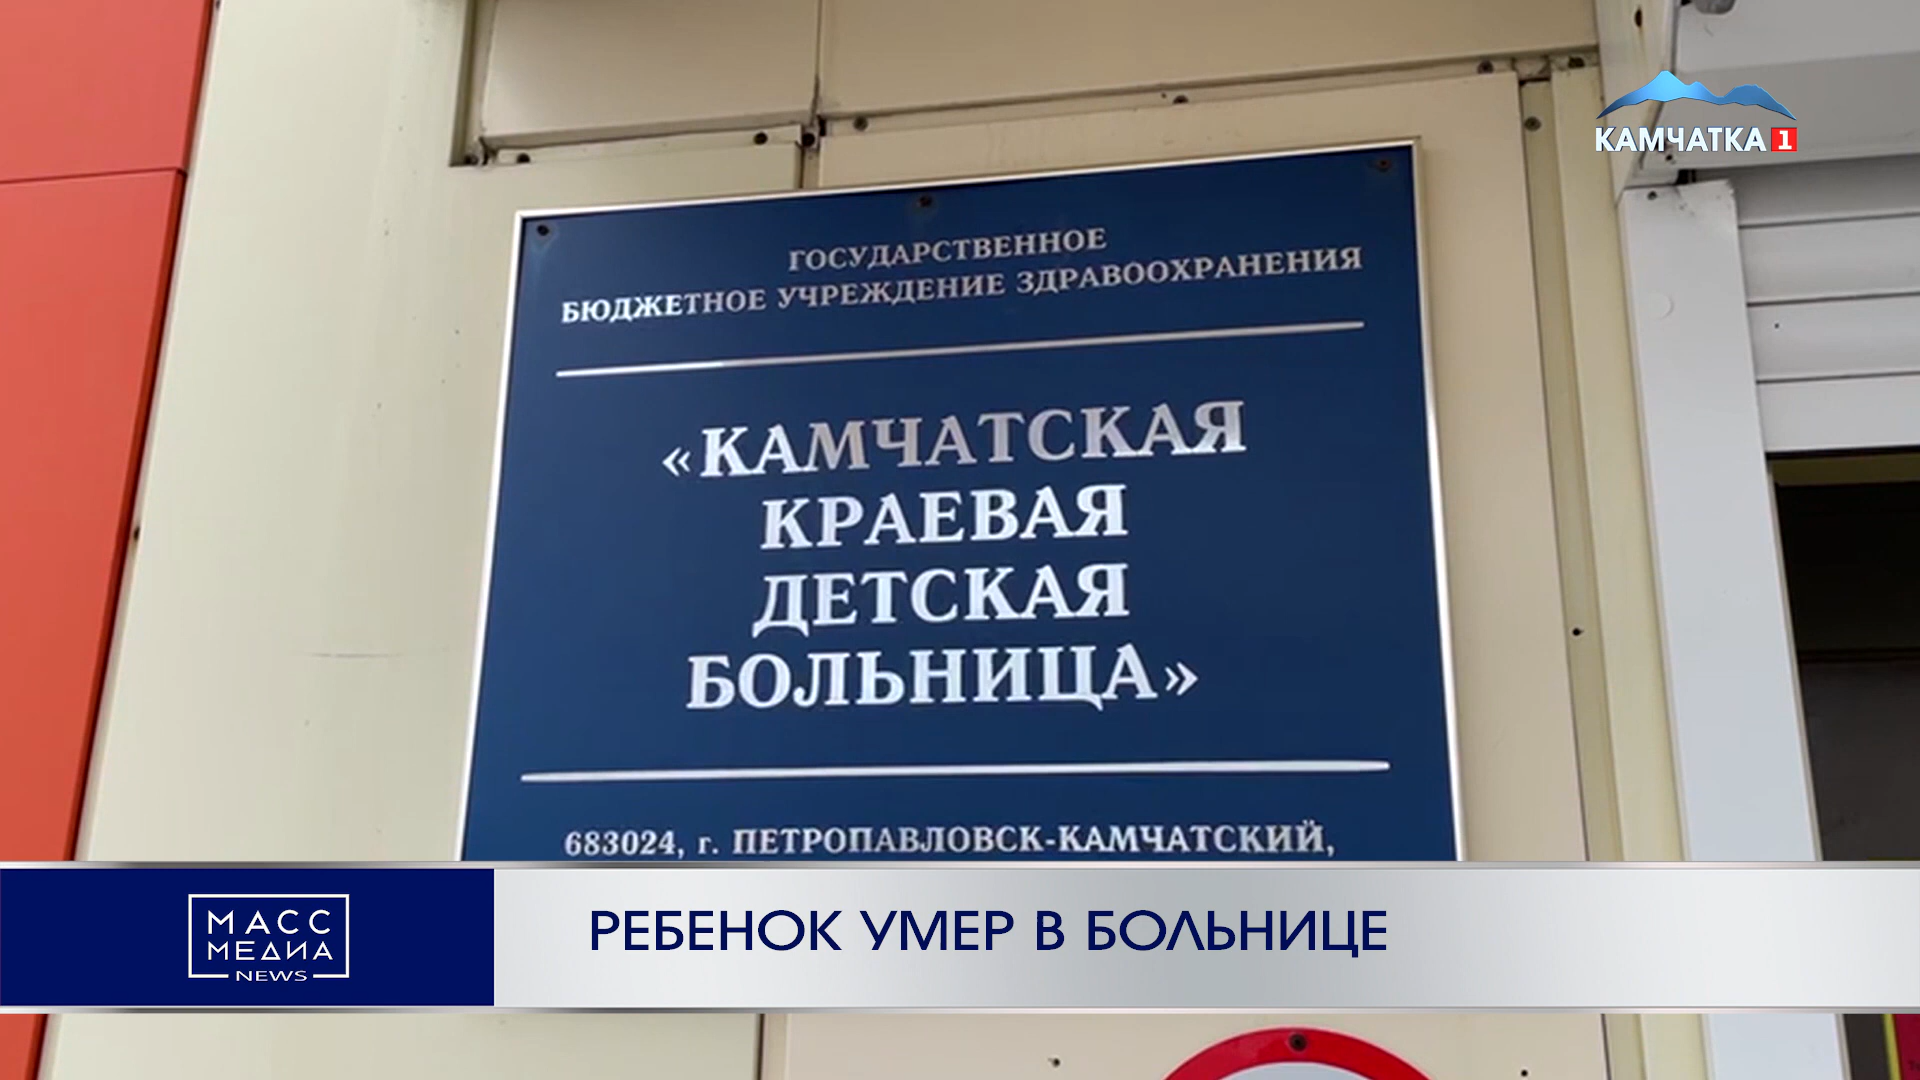 КАМЧАТКА 1
ГОСУДАРСТВЕННОЕ
БЮДЖЕТНОЕ УЧРЕЖДЕНИЕ ЗДРАВООХРАНЕНИЯ
«КАМЧАТСКАЯ
КРАЕВАЯ
ДЕТСКАЯ
БОЛЬНИЦА»
683024, г. ПЕТРОПАВЛОВСК-КАМЧАТСКИЙ,
МАСС
МЕДИА
NEWS
РЕБЕНОК УМЕР В БОЛЬНИЦЕ